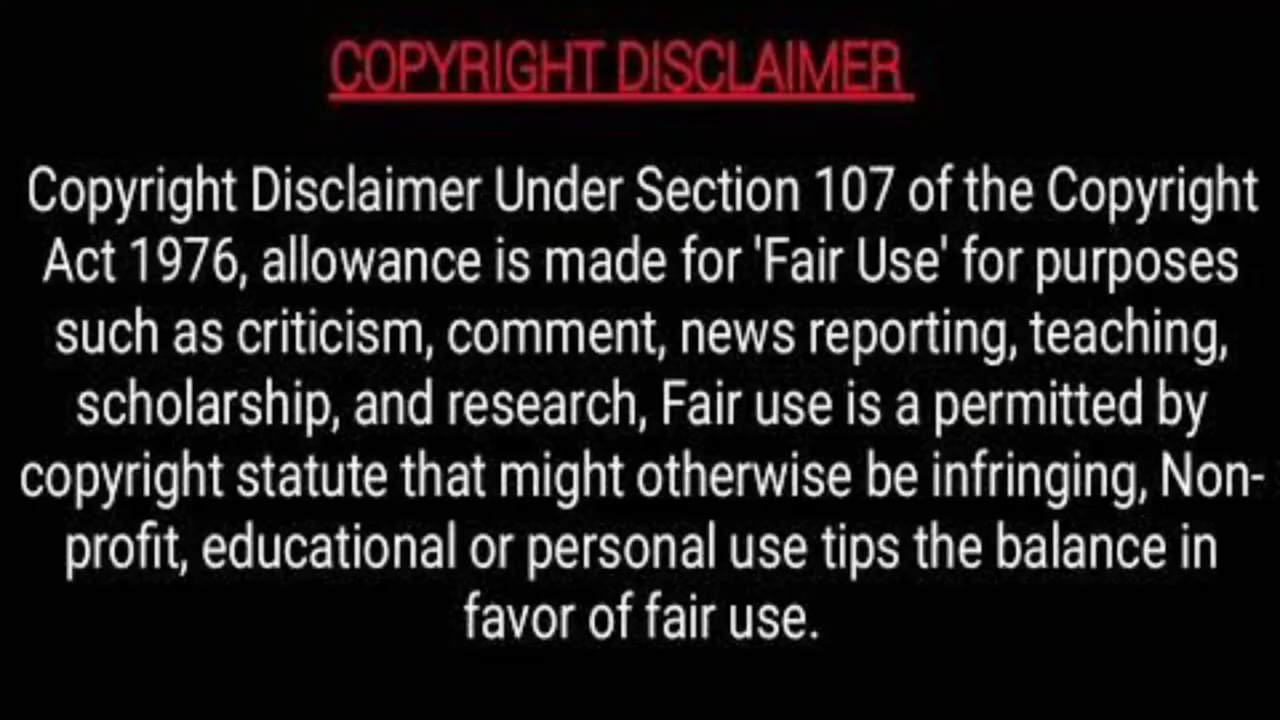 COPYRIGHT DISCLAIMER
Copyright Disclaimer Under Section 107 of the Copyright
Act 1976, allowance is made for 'Fair Use' for purposes
such as criticism, comment, news reporting, teaching,
scholarship, and research, Fair use is a permitted by
copyright statute that might otherwise be infringing, Non-
profit, educational or personal use tips the balance in
favor of fair use.